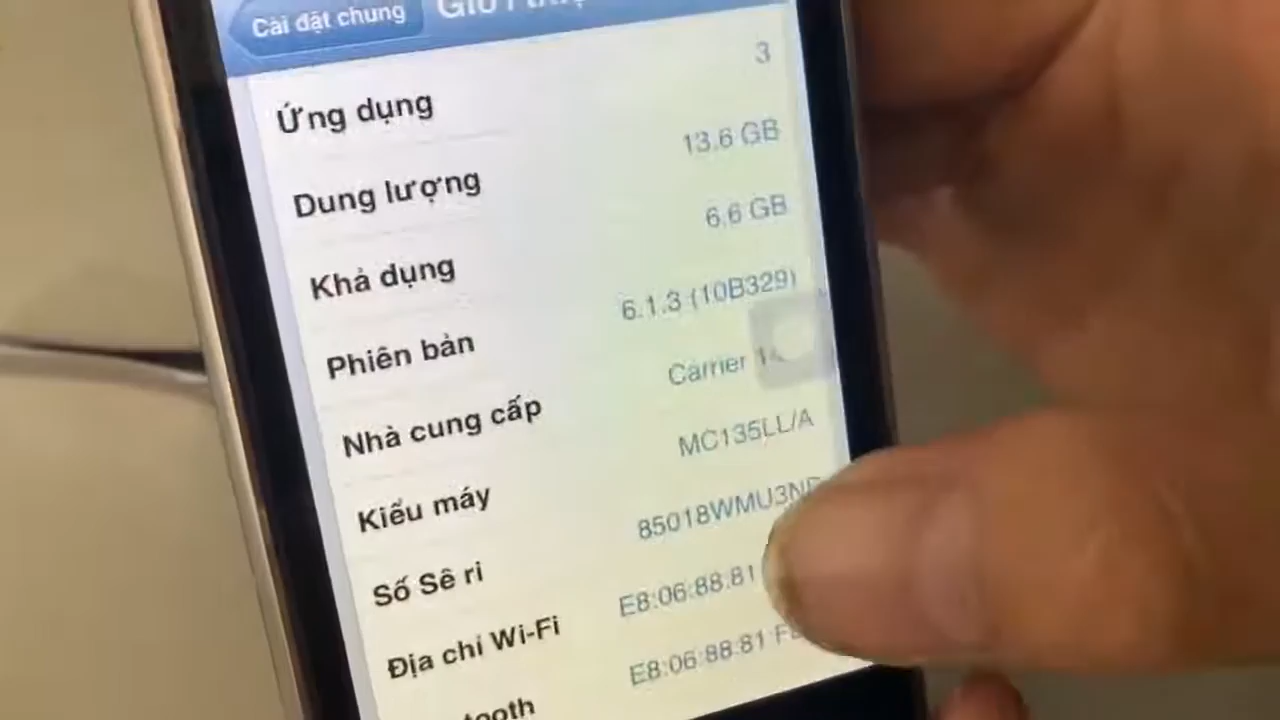 Cài đặt chung
3
Ứng dụng 13.6 GB
Dung lượng 6.6 GB
Khả dụng 6.1.3 (10B329)
Phiên bản Carrier
Nhà cung cấp MC135LL/A
Kiểu máy 85018WMU3N
Số Sê ri E8:06:88:81
Địa chỉ Wi-Fi E8:06:88:81